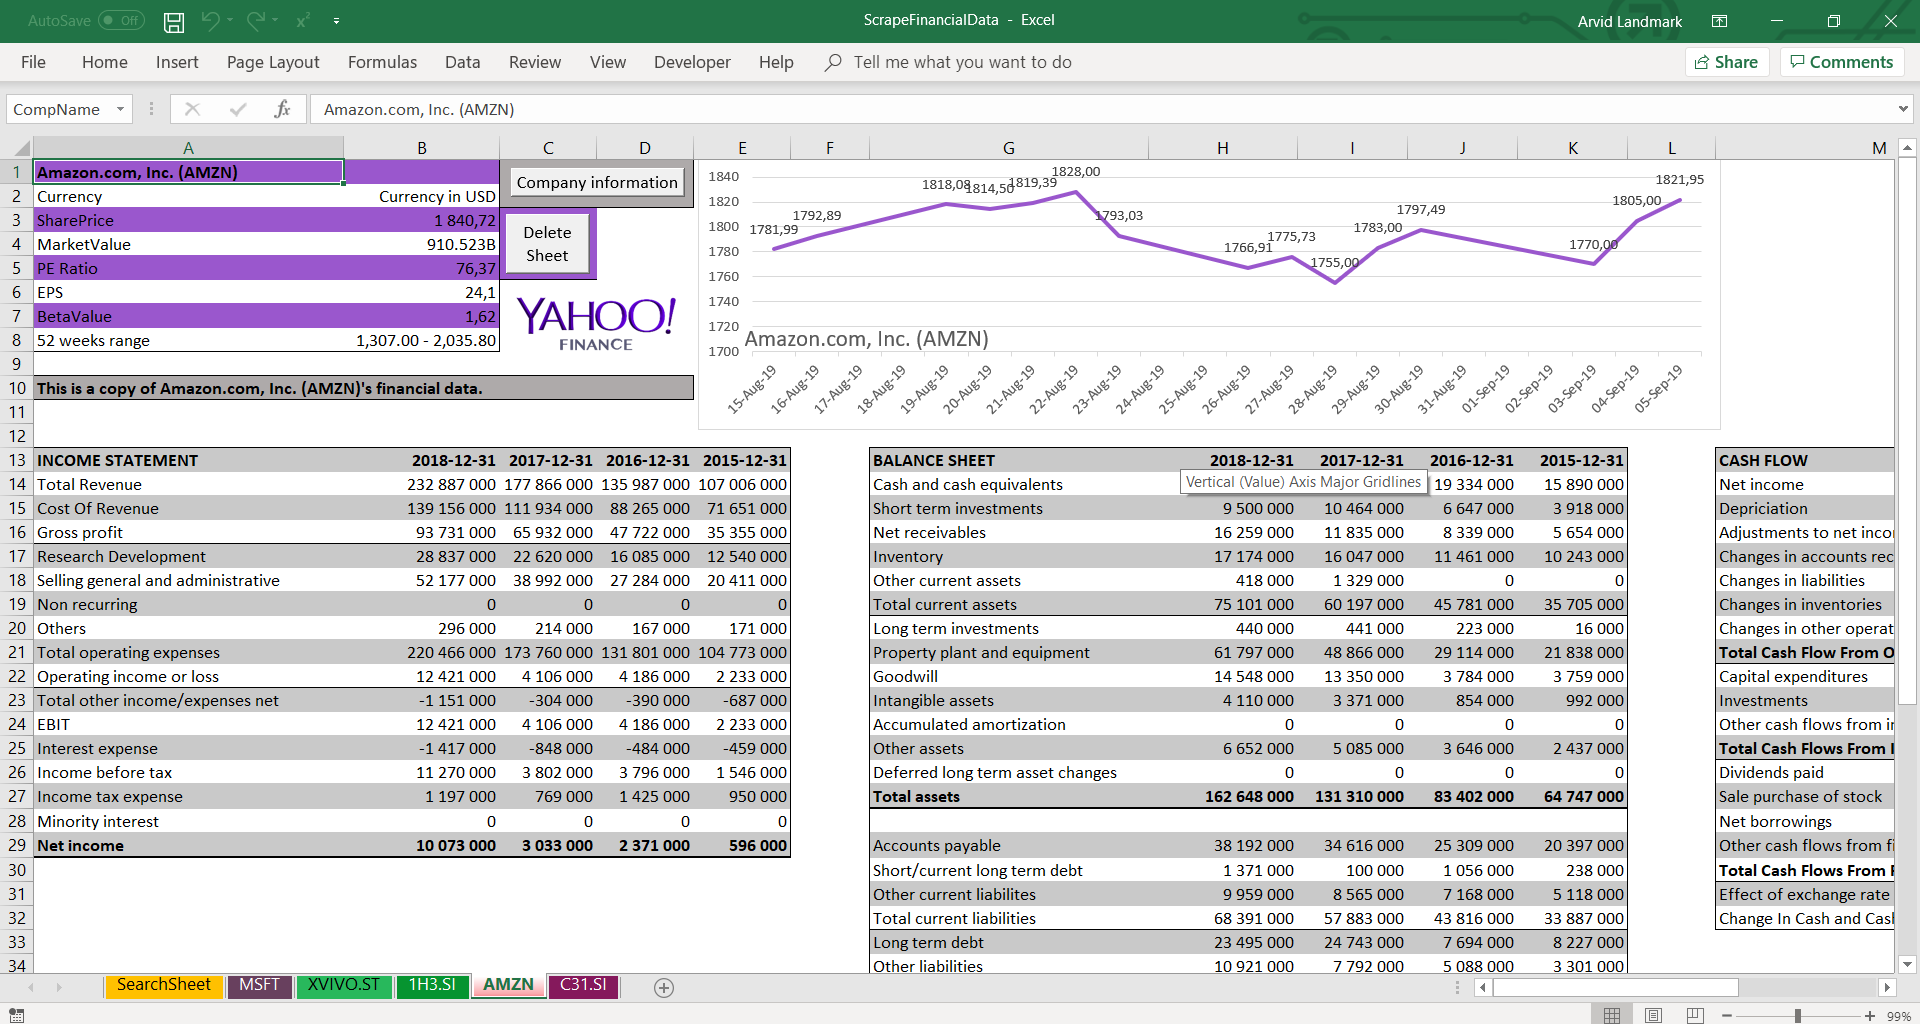 AutoSave Off
ScrapeFinancialData - Excel
Arvid Landmark
File Home Insert Page Layout Formulas Data Review View Developer Help Tell me what you want to do Share Comments
CompName fx Amazon.com, Inc. (AMZN)
A B C D E F G H I J K L M
1 Amazon.com, Inc. (AMZN)
2 Currency Currency in USD
3 SharePrice 1 840,72
4 MarketValue 910.523B
5 PE Ratio 76,37
6 EPS 24,1
7 BetaValue 1,62
8 52 weeks range 1,307.00 - 2,035.80
9
10 This is a copy of Amazon.com, Inc. (AMZN)'s financial data.
11
12
Company information
Delete
Sheet
YAHOO!
FINANCE
1840
1820
1800
1780
1760
1740
1720
1700
1781,99 1792,89 1818,08 1814,50 1819,39 1828,00 1793,03 1766,91 1775,73 1755,00 1783,00 1797,49 1770,00 1805,00 1821,95
Amazon.com, Inc. (AMZN)
15-Aug-19 16-Aug-19 17-Aug-19 18-Aug-19 19-Aug-19 20-Aug-19 21-Aug-19 22-Aug-19 23-Aug-19 24-Aug-19 25-Aug-19 26-Aug-19 27-Aug-19 28-Aug-19 29-Aug-19 30-Aug-19 31-Aug-19 01-Sep-19 02-Sep-19 03-Sep-19 04-Sep-19 05-Sep-19
13 INCOME STATEMENT 2018-12-31 2017-12-31 2016-12-31 2015-12-31 BALANCE SHEET 2018-12-31 2017-12-31 2016-12-31 2015-12-31 CASH FLOW
14 Total Revenue 232 887 000 177 866 000 135 987 000 107 006 000 Cash and cash equivalents Vertical (Value) Axis Major Gridlines 19 334 000 15 890 000 Net income
15 Cost Of Revenue 139 156 000 111 934 000 88 265 000 71 651 000 Short term investments 9 500 000 10 464 000 6 647 000 3 918 000 Depriciation
16 Gross profit 93 731 000 65 932 000 47 722 000 35 355 000 Net receivables 16 259 000 11 835 000 8 339 000 5 654 000 Adjustments to net inco
17 Research Development 28 837 000 22 620 000 16 085 000 12 540 000 Inventory 17 174 000 16 047 000 11 461 000 10 243 000 Changes in accounts rec
18 Selling general and administrative 52 177 000 38 992 000 27 284 000 20 411 000 Other current assets 418 000 1 329 000 0 0 Changes in liabilities
19 Non recurring 0 0 0 0 Total current assets 75 101 000 60 197 000 45 781 000 35 705 000 Changes in inventories
20 Others 296 000 214 000 167 000 171 000 Long term investments 440 000 441 000 223 000 16 000 Changes in other operat
21 Total operating expenses 220 466 000 173 760 000 131 801 000 104 773 000 Property plant and equipment 61 797 000 48 866 000 29 114 000 21 838 000 Total Cash Flow From O
22 Operating income or loss 12 421 000 4 106 000 4 186 000 2 233 000 Goodwill 14 548 000 13 350 000 3 784 000 3 759 000 Capital expenditures
23 Total other income/expenses net -1 151 000 -304 000 -390 000 -687 000 Intangible assets 4 110 000 3 371 000 854 000 992 000 Investments
24 EBIT 12 421 000 4 106 000 4 186 000 2 233 000 Accumulated amortization 0 0 0 0 Other cash flows from in
25 Interest expense -1 417 000 -848 000 -484 000 -459 000 Other assets 6 652 000 5 085 000 3 646 000 2 437 000 Total Cash Flows From I
26 Income before tax 11 270 000 3 802 000 3 796 000 1 546 000 Deferred long term asset changes 0 0 0 0 Dividends paid
27 Income tax expense 1 197 000 769 000 1 425 000 950 000 Total assets 162 648 000 131 310 000 83 402 000 64 747 000 Sale purchase of stock
28 Minority interest 0 0 0 0 Net borrowings
29 Net income 10 073 000 3 033 000 2 371 000 596 000 Accounts payable 38 192 000 34 616 000 25 309 000 20 397 000 Other cash flows from fi
30 Short/current long term debt 1 371 000 100 000 1 056 000 238 000 Total Cash Flows From F
31 Other current liabilites 9 959 000 8 565 000 7 168 000 5 118 000 Effect of exchange rate
32 Total current liabilities 68 391 000 57 883 000 43 816 000 33 887 000 Change In Cash and Cas
33 Long term debt 23 495 000 24 743 000 7 694 000 8 227 000
34 Other liabilities 10 921 000 7 792 000 5 088 000 3 301 000
SearchSheet MSFT XVIVO.ST 1H3.SI AMZN C31.SI
99%